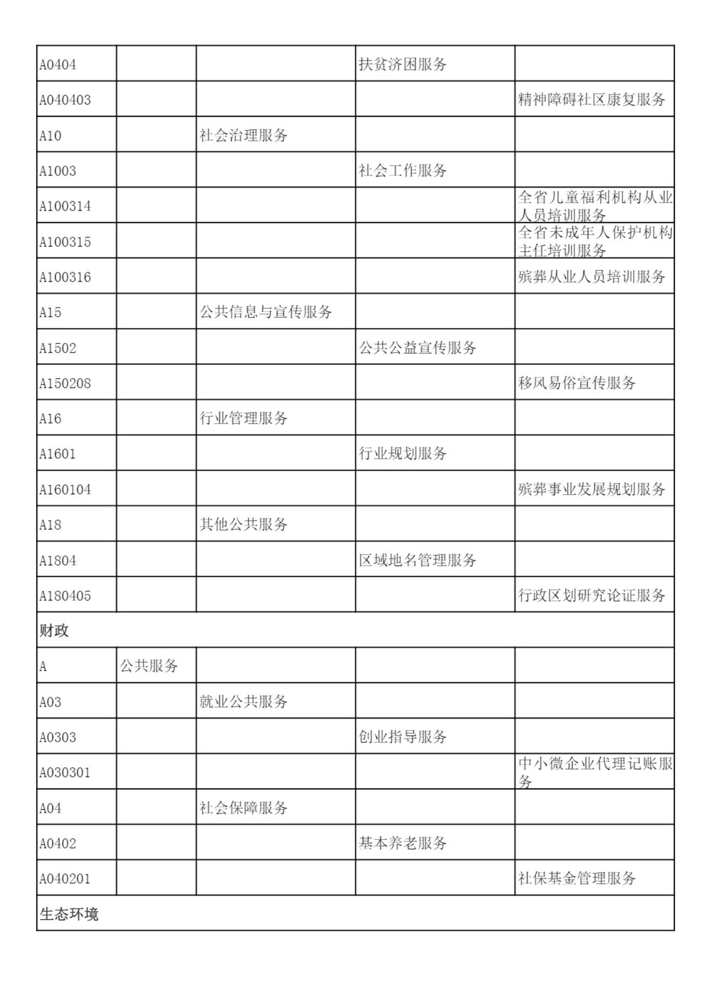 A0404 扶贫济困服务
A040403 精神障碍社区康复服务
A10 社会治理服务
A1003 社会工作服务
A100314 全省儿童福利机构从业
人员培训服务
A100315 全省未成年人保护机构
主任培训服务
A100316 殡葬从业人员培训服务
A15 公共信息与宣传服务
A1502 公共公益宣传服务
A150208 移风易俗宣传服务
A16 行业管理服务
A1601 行业规划服务
A160104 殡葬事业发展规划服务
A18 其他公共服务
A1804 区域地名管理服务
A180405 行政区划研究论证服务
财政
A 公共服务
A03 就业公共服务
A0303 创业指导服务
A030301 中小微企业代理记账服
务
A04 社会保障服务
A0402 基本养老服务
A040201 社保基金管理服务
生态环境